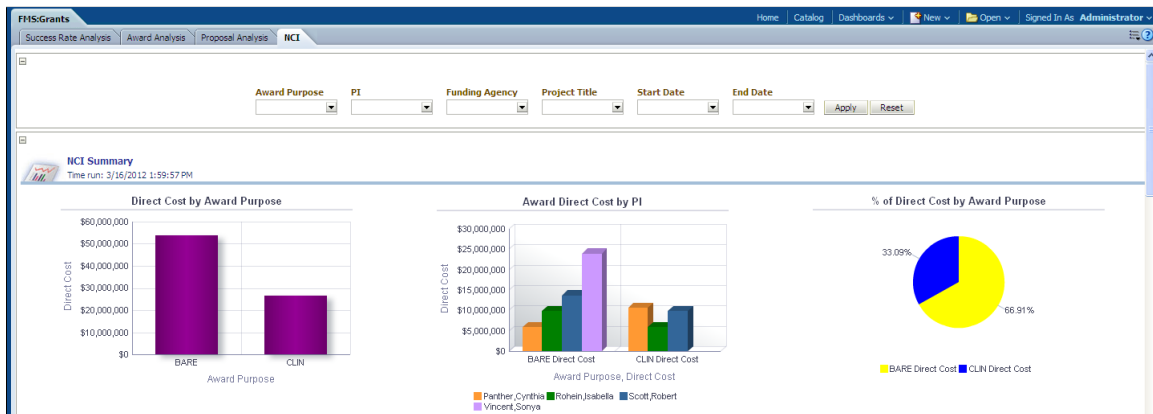 FMS:Grants
Home Catalog Dashboards New Open Signed In As Administrator
Success Rate Analysis Award Analysis Proposal Analysis NCI
Award Purpose PI Funding Agency Project Title Start Date End Date
Apply Reset
NCI Summary
Time run: 3/16/2012 1:59:57 PM
Direct Cost by Award Purpose
$60,000,000
$50,000,000
$40,000,000
$30,000,000
$20,000,000
$10,000,000
$0
Direct Cost
BARE CLIN
Award Purpose
Award Direct Cost by PI
$30,000,000
$25,000,000
$20,000,000
$15,000,000
$10,000,000
$5,000,000
$0
Direct Cost
BARE Direct Cost CLIN Direct Cost
Award Purpose, Direct Cost
Panther,Cynthia Rohein,Isabella Scott,Robert
Vincent,Sonya
% of Direct Cost by Award Purpose
33.09%
66.91%
BARE Direct Cost CLIN Direct Cost